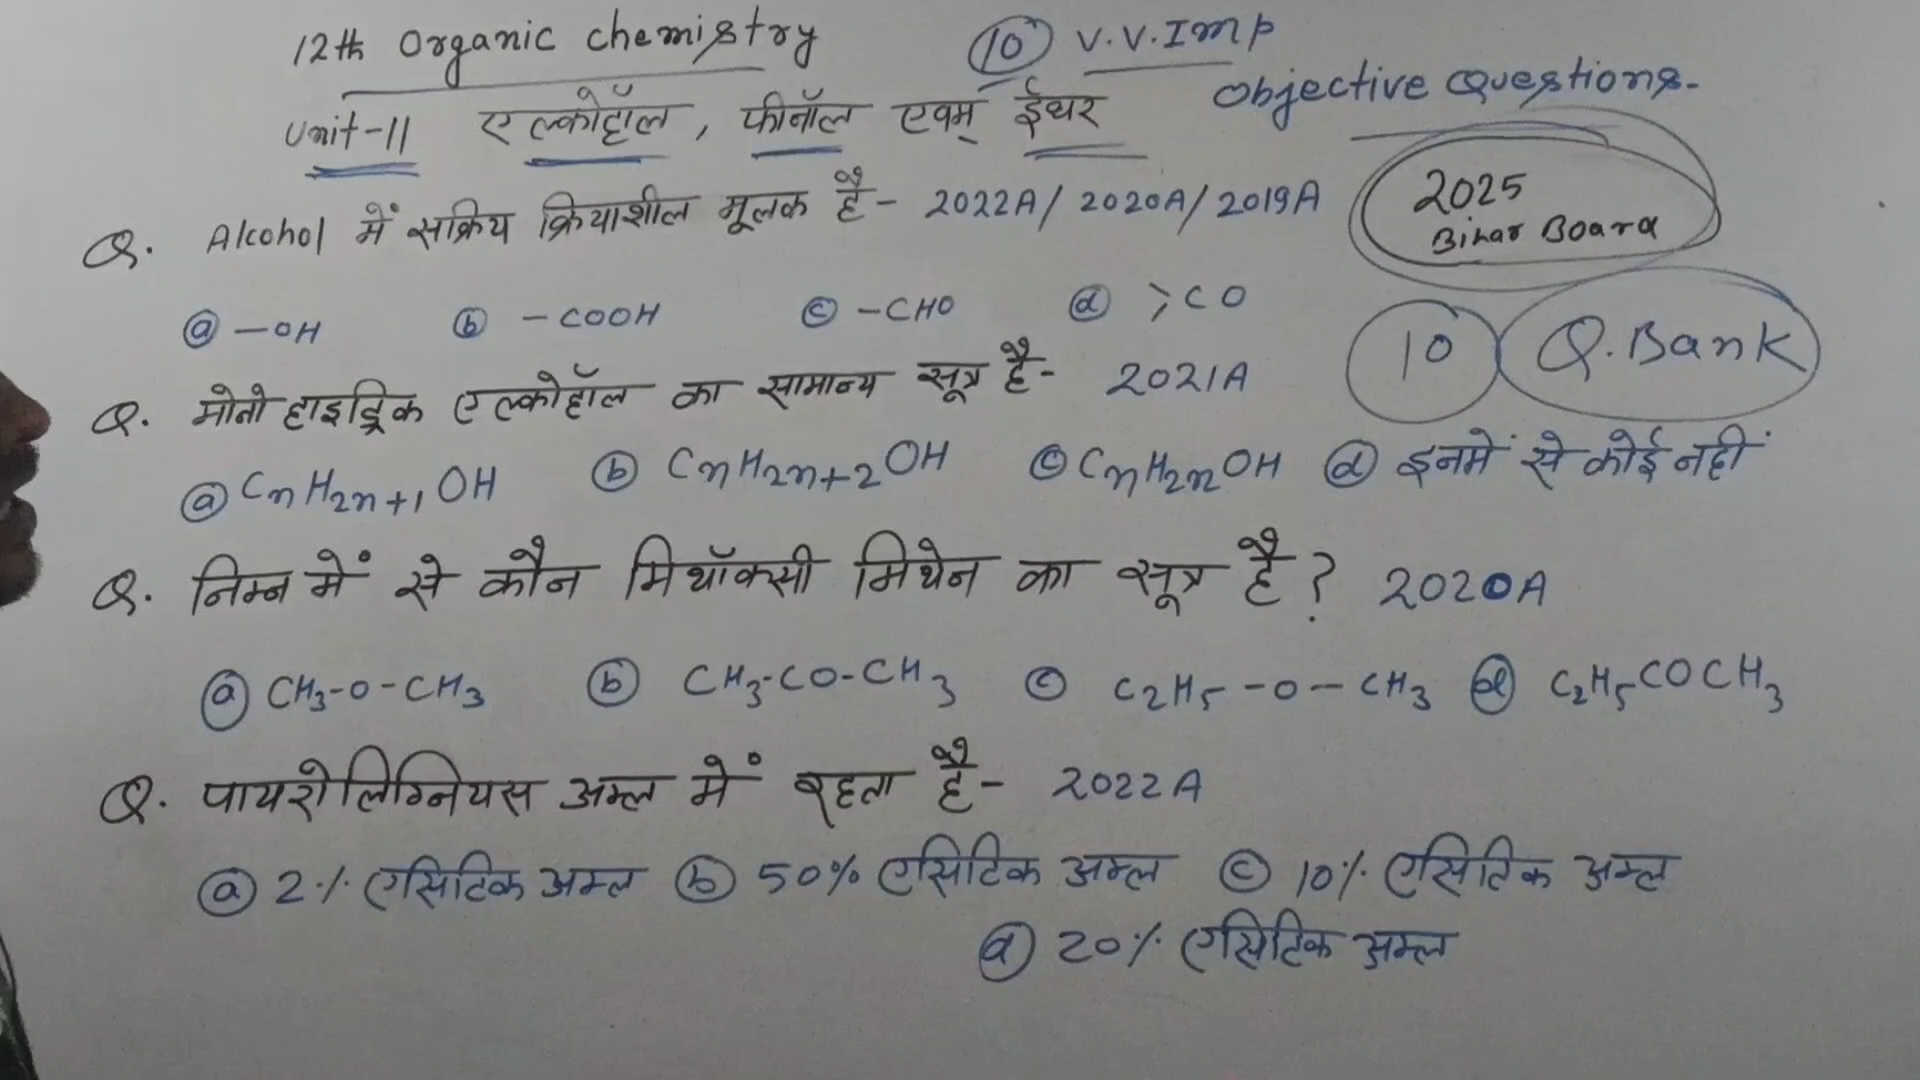 12th Organic chemistry 10 V.V.Imp
Objective Questions.
Unit-11 एल्कोहॉल, फीनॉल एवम् ईथर
2025
Bihar Board
Q. Alcohol में सक्रिय क्रियाशील मूलक है- 2022A/ 2020A/ 2019A
a -OH b -COOH c -CHO d >CO
10 Q. Bank
Q. मोनोहाइड्रिक एल्कोहॉल का सामान्य सूत्र है- 2021A
a CnH2n+1OH b CnH2n+2OH c CnH2nOH d इनमें से कोई नहीं
Q. निम्न में से कौन मिथॉक्सी मिथेन का सूत्र है? 2020A
a CH3-O-CH3 b CH3-CO-CH3 c C2H5-O-CH3 d C2H5COCH3
Q. पायरोलिग्नियस अम्ल में रहता है- 2022A
a 2% एसिटिक अम्ल b 50% एसिटिक अम्ल c 10% एसिटिक अम्ल
d 20% एसिटिक अम्ल